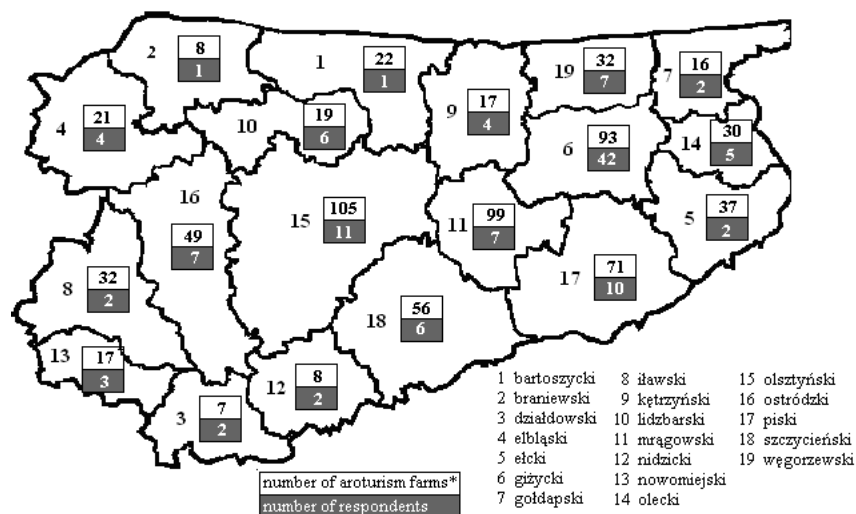 2 8 1
1 22 1
19 32 7
7 16 2
4 21 4
10 19 6
9 17 4
6 93 42
14 30 5
16 49 7
15 105 11
11 99 7
5 37 2
8 32 2
17 71 10
18 56 6
13 17 3
12 8 2
3 7 2
1 bartoszycki
2 braniewski
3 działdowski
4 elbląski
5 ełcki
6 giżycki
7 gołdapski
8 iławski
9 kętrzyński
10 lidzbarski
11 mrągowski
12 nidzicki
13 nowomiejski
14 olecki
15 olsztyński
16 ostródzki
17 piski
18 szczycieński
19 węgorzewski
number of aroturism farms*
number of respondents